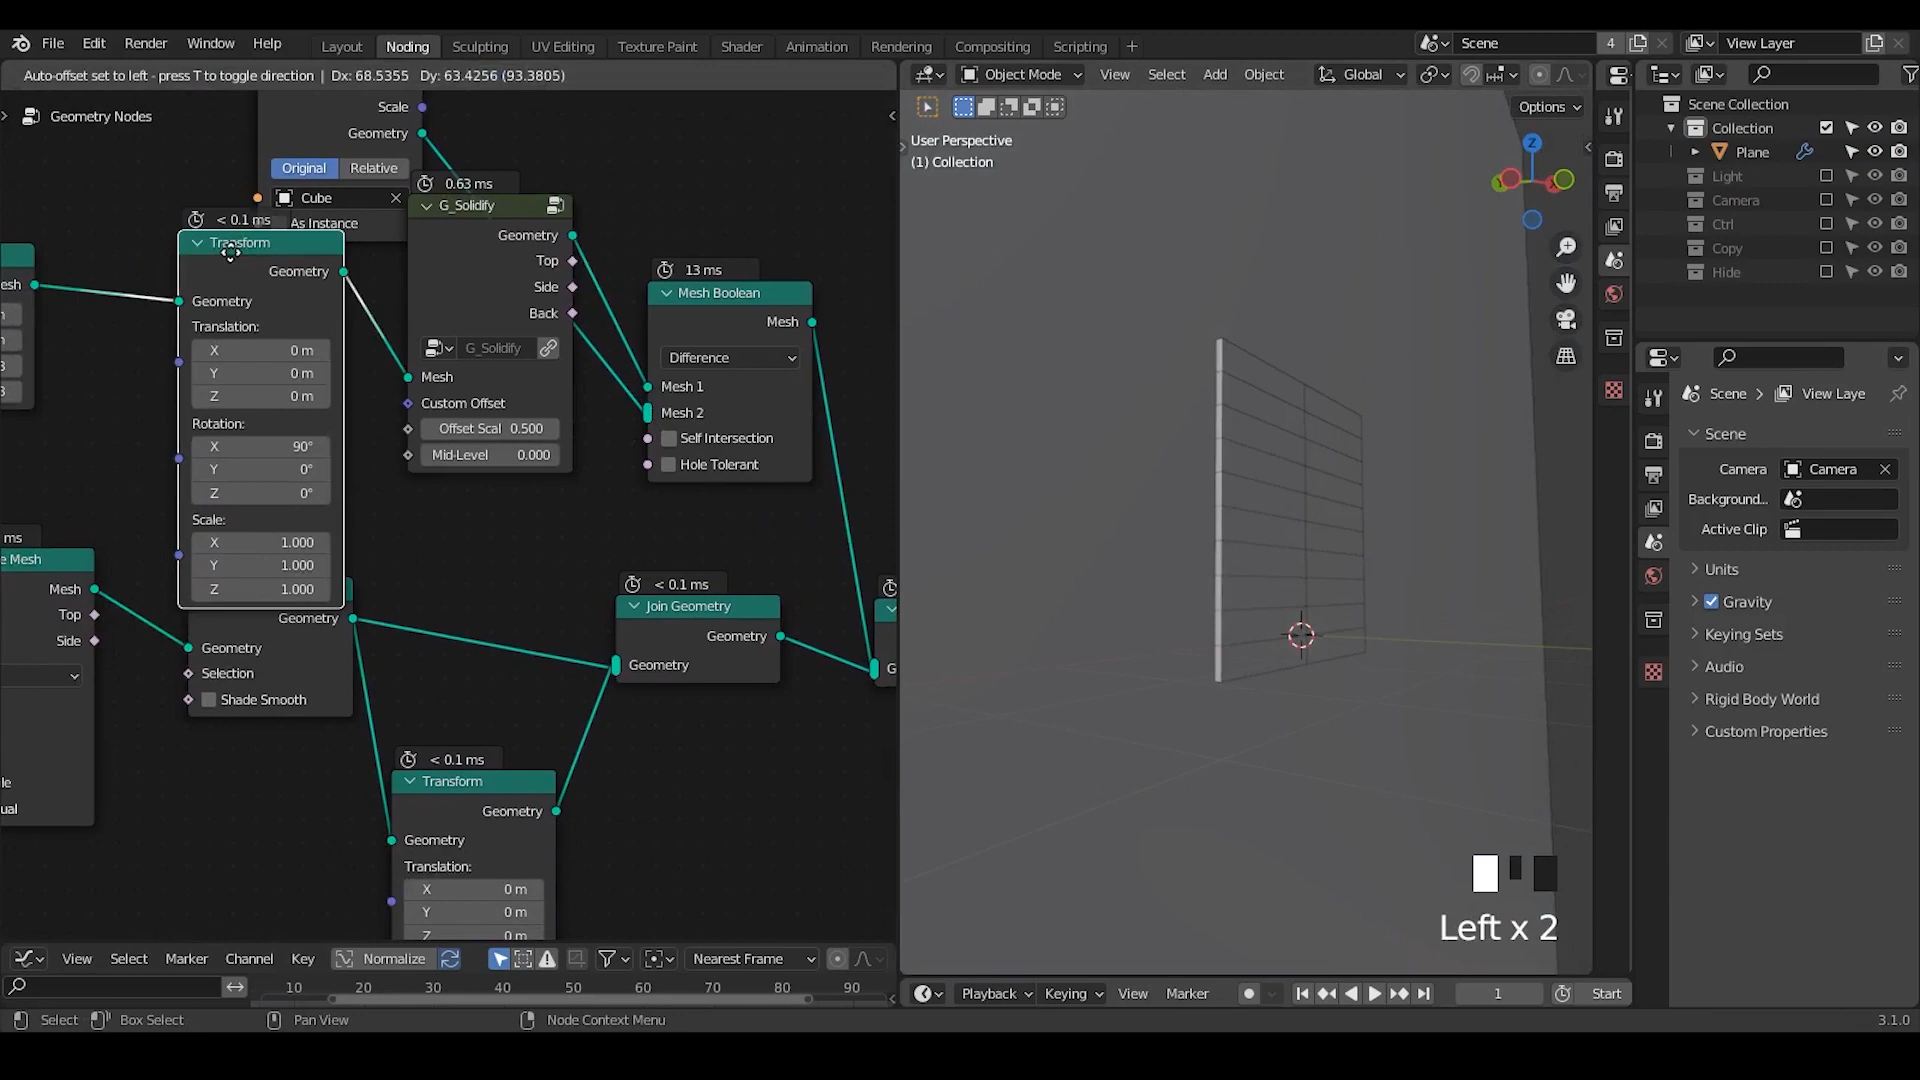 File Edit Render Window Help
Layout Noding Sculpting UV Editing Texture Paint Shader Animation Rendering Compositing Scripting +
Scene 4 View Layer
Auto-offset set to left - press T to toggle direction | Dx: 68.5355 Dy: 63.4256 (93.3805)
Object Mode View Select Add Object Global
Options
Geometry Nodes
Scale
Geometry
Original Relative
Cube
As Instance
< 0.1 ms
Transform
Geometry
Geometry
Translation:
X 0 m
Y 0 m
Z 0 m
Rotation:
X 90°
Y 0°
Z 0°
Scale:
X 1.000
Y 1.000
Z 1.000
0.63 ms
G_Solidify
Geometry
Top
Side
Back
G_Solidify
Mesh
Custom Offset
Offset Scal 0.500
Mid-Level 0.000
13 ms
Mesh Boolean
Mesh
Difference
Mesh 1
Mesh 2
Self Intersection
Hole Tolerant
esh
3
3
ms
e Mesh
Mesh
Top
Side
le
ual
Geometry
Geometry
Selection
Shade Smooth
< 0.1 ms
Join Geometry
Geometry
Geometry
G
< 0.1 ms
Transform
Geometry
Geometry
Translation:
X 0 m
Y 0 m
Z 0 m
User Perspective
(1) Collection
Z
Left x 2
Scene Collection
Collection
Plane
Light
Camera
Ctrl
Copy
Hide
Scene > View Laye
Scene
Camera Camera
Background...
Active Clip
Units
Gravity
Keying Sets
Audio
Rigid Body World
Custom Properties
View Select Marker Channel Key Normalize Nearest Frame
10 20 30 40 50 60 70 80 90
Playback Keying View Marker 1 Start
Select Box Select Pan View Node Context Menu 3.1.0